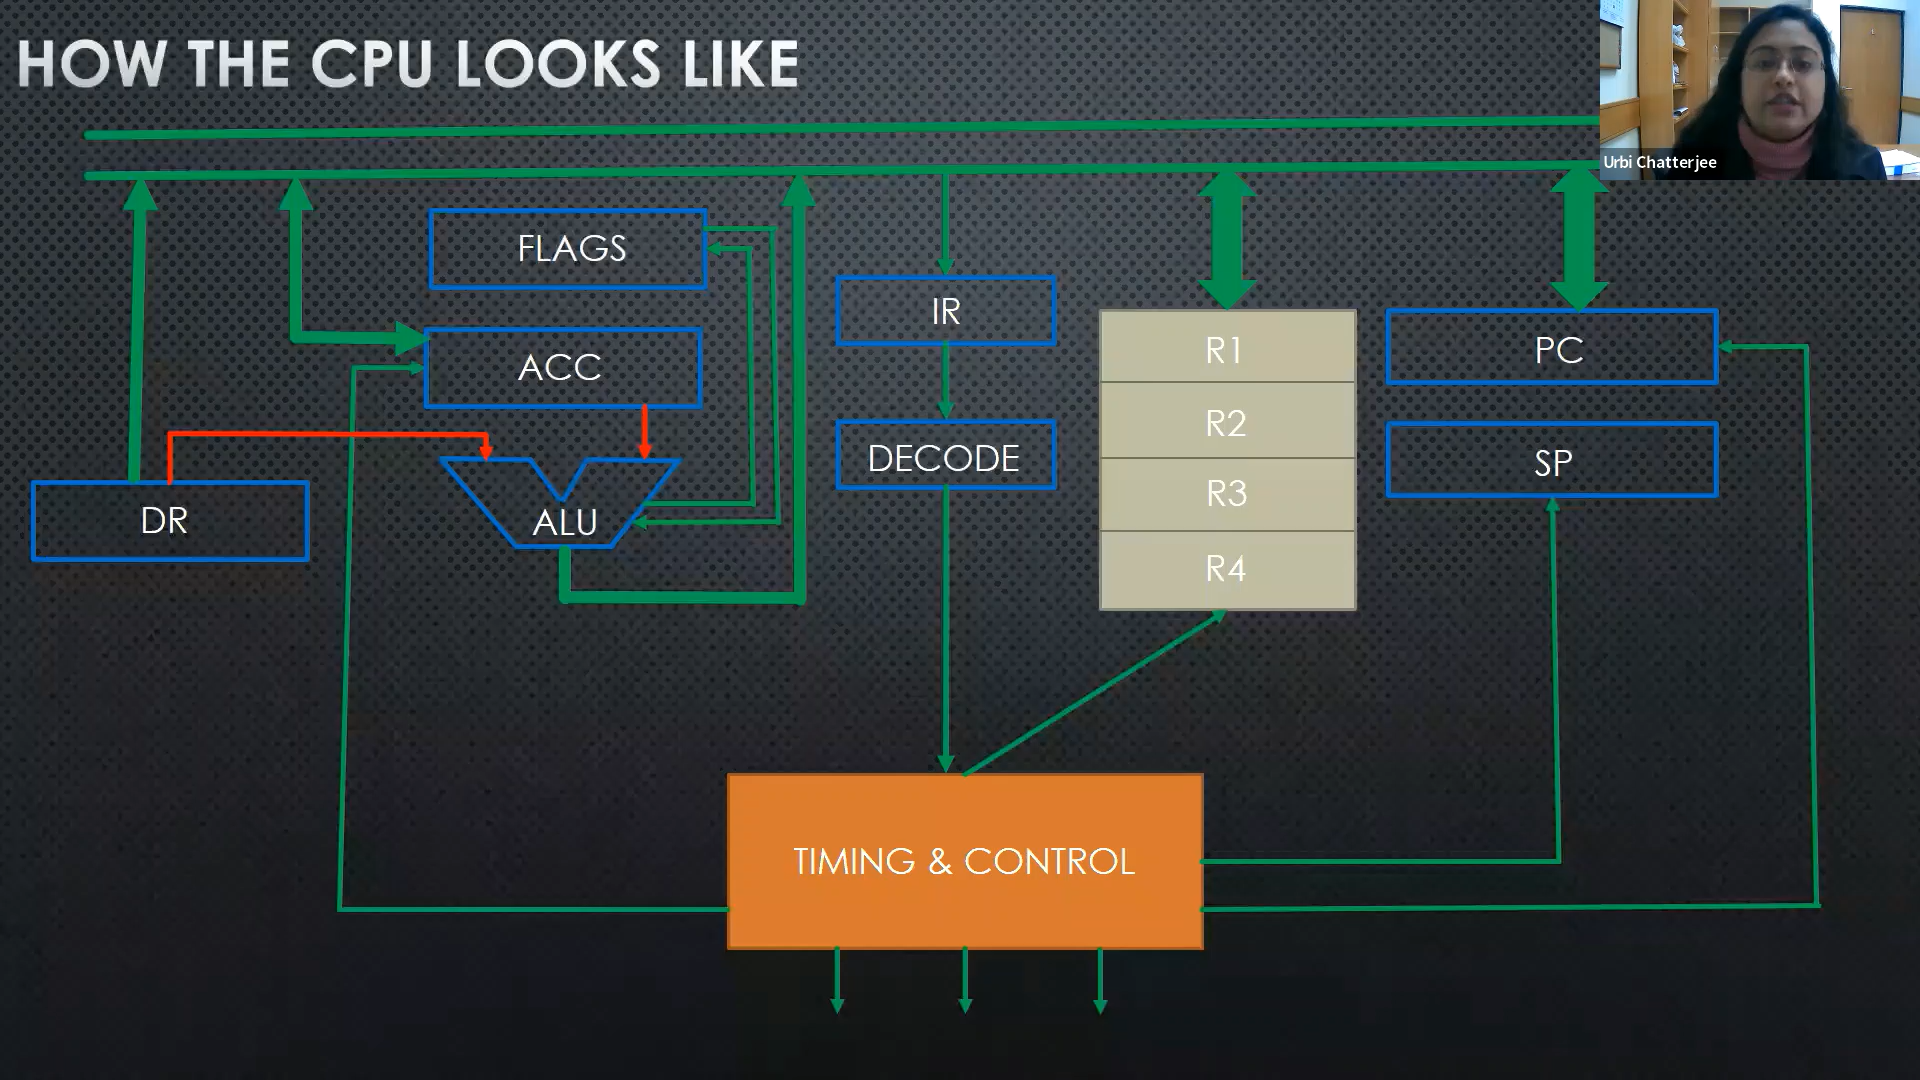 HOW THE CPU LOOKS LIKE
Urbi Chatterjee
FLAGS
ACC
DR
ALU
IR
DECODE
R1
R2
R3
R4
PC
SP
TIMING & CONTROL